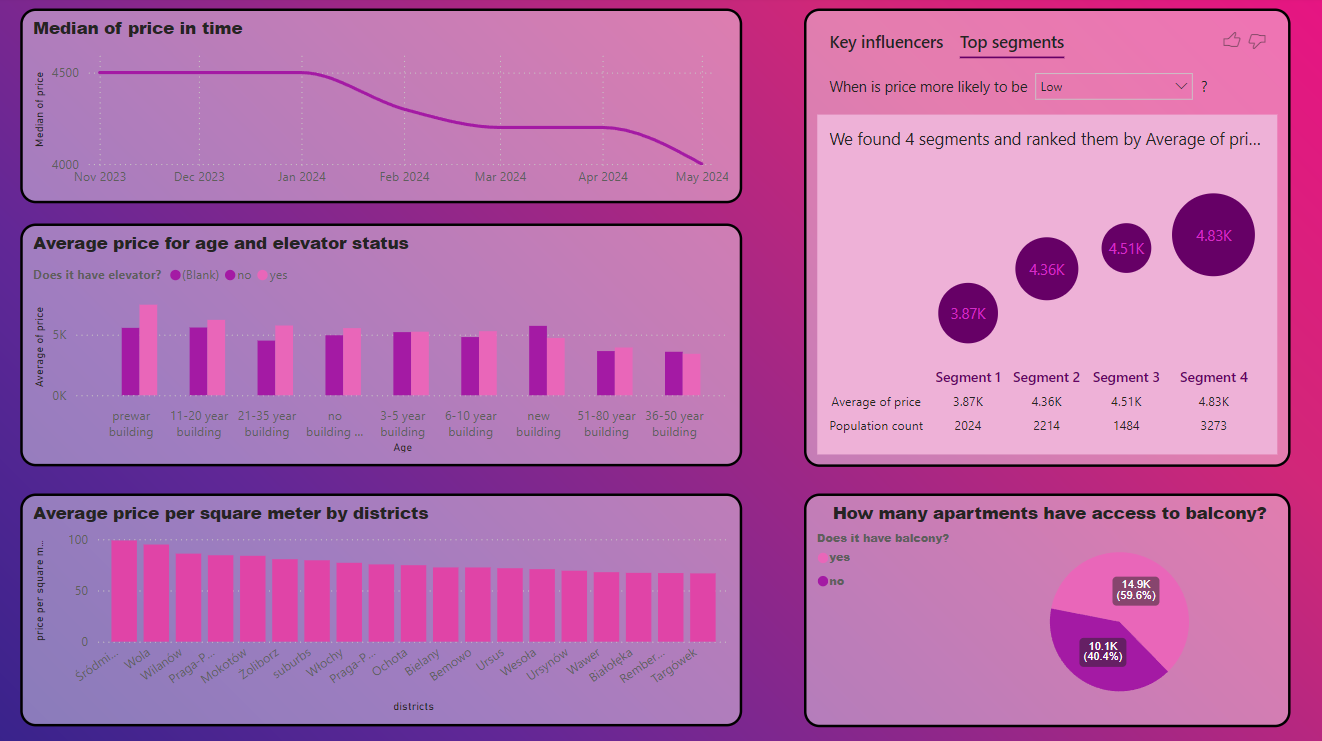 Median of price in time
Median of price
4500
4000
Nov 2023 Dec 2023 Jan 2024 Feb 2024 Mar 2024 Apr 2024 May 2024
Average price for age and elevator status
Does it have elevator? (Blank) no yes
Average of price
5K
0K
prewar building
11-20 year building
21-35 year building
no building ...
3-5 year building
6-10 year building
new building
51-80 year building
36-50 year building
Age
Average price per square meter by districts
price per square m...
100
50
0
Śródmi... Wola Wilanów Praga-P... Mokotów Żoliborz suburbs Włochy Praga-P... Ochota Bielany Bemowo Ursus Wesoła Ursynów Wawer Białołęka Rember... Targówek
districts
Key influencers Top segments
When is price more likely to be Low ?
We found 4 segments and ranked them by Average of pri...
3.87K
4.36K
4.51K
4.83K
Segment 1 Segment 2 Segment 3 Segment 4
Average of price 3.87K 4.36K 4.51K 4.83K
Population count 2024 2214 1484 3273
How many apartments have access to balcony?
Does it have balcony?
yes
no
14.9K
(59.6%)
10.1K
(40.4%)